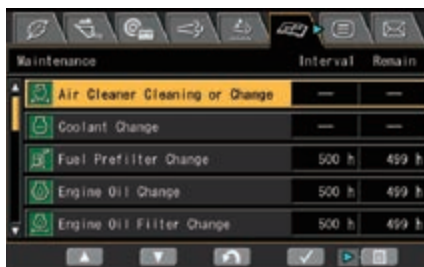 Maintenance Interval Remain
Air Cleaner Cleaning or Change — —
Coolant Change — —
Fuel Prefilter Change 500 h 499 h
Engine Oil Change 500 h 499 h
Engine Oil Filter Change 500 h 499 h